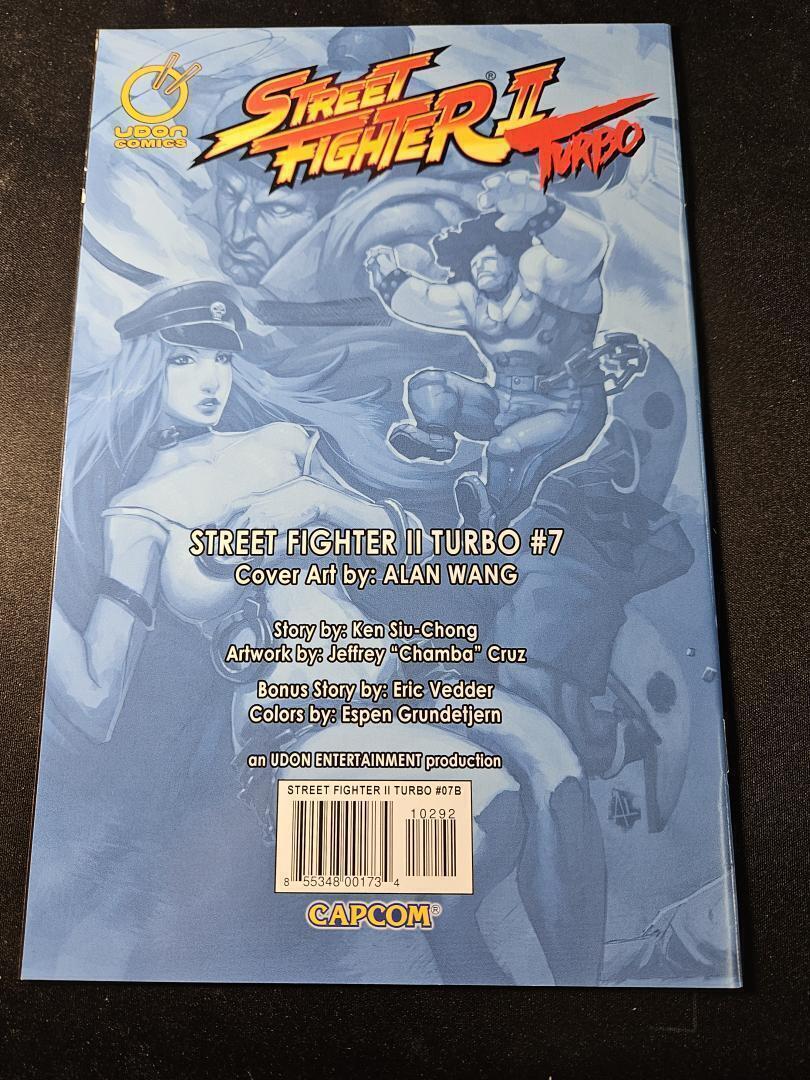 UDON
COMICS
STREET
FIGHTER® II
TURBO
STREET FIGHTER II TURBO #7
Cover Art by: ALAN WANG
Story by: Ken Siu-Chong
Artwork by: Jeffrey “Chamba” Cruz
Bonus Story by: Eric Vedder
Colors by: Espen Grundetjern
an UDON ENTERTAINMENT production
STREET FIGHTER II TURBO #07B
10292
8 55348 00173 4
CAPCOM®